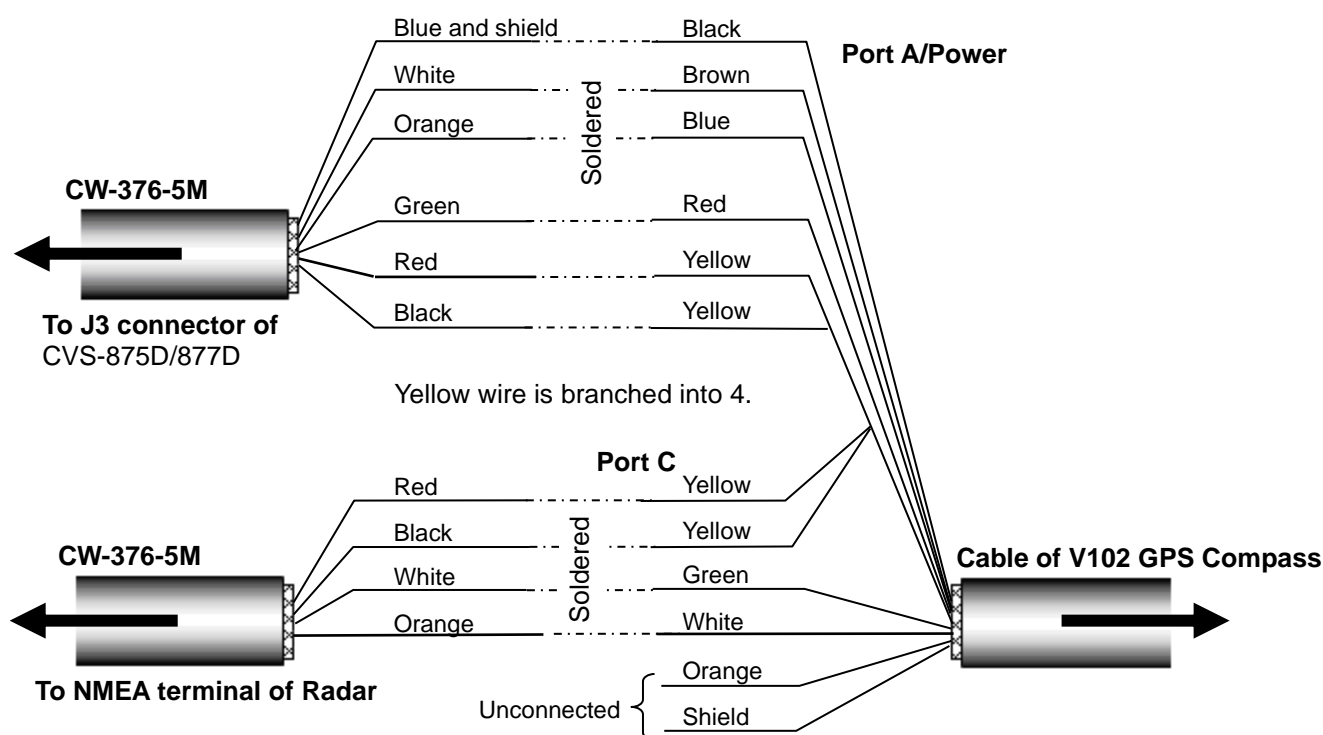 Blue and shield Black
Port A/Power
White Brown
Orange Blue
Soldered
CW-376-5M
Green Red
Red Yellow
Black Yellow
To J3 connector of
CVS-875D/877D
Yellow wire is branched into 4.
Port C
Red Yellow
Black Yellow
CW-376-5M
Soldered
Cable of V102 GPS Compass
White Green
Orange White
To NMEA terminal of Radar
Orange
Unconnected
Shield